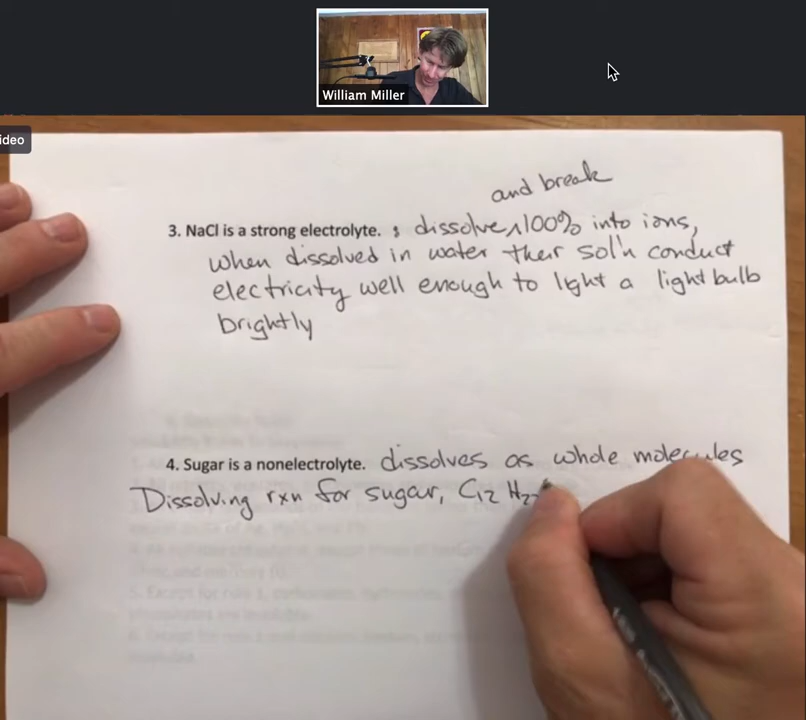 William Miller
ideo
and break
3. NaCl is a strong electrolyte. ; dissolve ^ 100% into ions,
when dissolved in water their sol'n conduct
electricity well enough to light a light bulb
brightly
4. Sugar is a nonelectrolyte. dissolves as whole molecules
Dissolving rxn for sugar, C12 H22